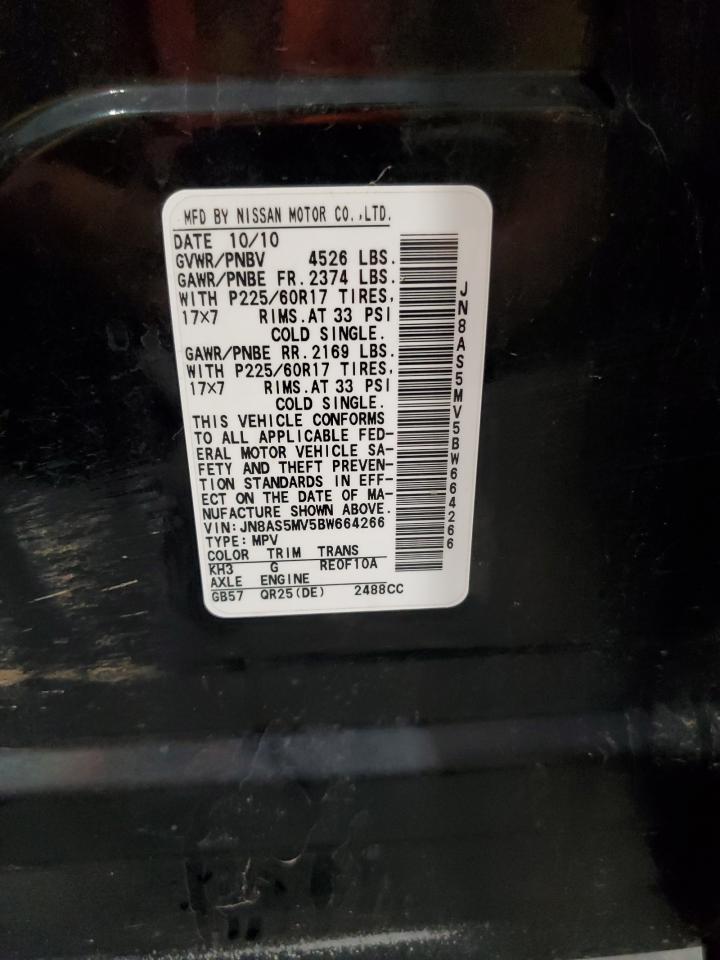 MFD BY NISSAN MOTOR CO.,LTD.
DATE 10/10
GVWR/PNBV 4526 LBS.
GAWR/PNBE FR.2374 LBS.
WITH P225/60R17 TIRES,
17X7 RIMS.AT 33 PSI
COLD SINGLE.
GAWR/PNBE RR.2169 LBS.
WITH P225/60R17 TIRES,
17X7 RIMS.AT 33 PSI
COLD SINGLE.
THIS VEHICLE CONFORMS
TO ALL APPLICABLE FED-
ERAL MOTOR VEHICLE SA-
FETY AND THEFT PREVEN-
TION STANDARDS IN EFF-
ECT ON THE DATE OF MA-
NUFACTURE SHOWN ABOVE.
VIN:JN8AS5MV5BW664266
TYPE:MPV
COLOR TRIM TRANS
KH3 G RE0F10A
AXLE ENGINE
GB57 QR25(DE) 2488CC
JN8AS5MV5BW664266